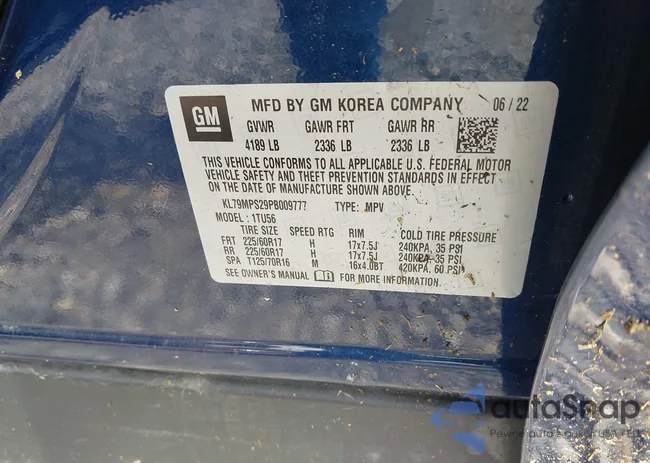 GM
MFD BY GM KOREA COMPANY 06 / 22
GVWR GAWR FRT GAWR RR
4189 LB 2336 LB 2336 LB
THIS VEHICLE CONFORMS TO ALL APPLICABLE U.S. FEDERAL MOTOR
VEHICLE SAFETY AND THEFT PREVENTION STANDARDS IN EFFECT
ON THE DATE OF MANUFACTURE SHOWN ABOVE.
KL79MPS29PB009777 TYPE: MPV
MODEL : 1TU56
TIRE SIZE SPEED RTG RIM COLD TIRE PRESSURE
FRT 225/60R17 H 17x7.5J 240KPA, 35 PSI
RR 225/60R17 H 17x7.5J 240KPA, 35 PSI
SPA T125/70R16 M 16x4.0BT 420KPA, 60 PSI
SEE OWNER'S MANUAL FOR MORE INFORMATION.
autoSnap